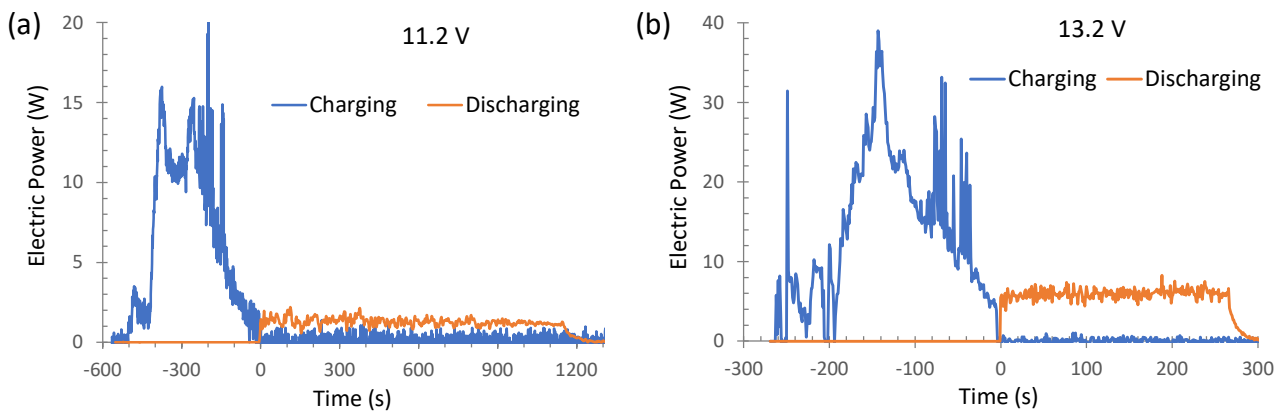 (a)
11.2 V
Charging
Discharging
Electric Power (W)
20
15
10
5
0
-600
-300
0
300
600
900
1200
Time (s)
(b)
13.2 V
Charging
Discharging
Electric Power (W)
40
30
20
10
0
-300
-200
-100
0
100
200
300
Time (s)